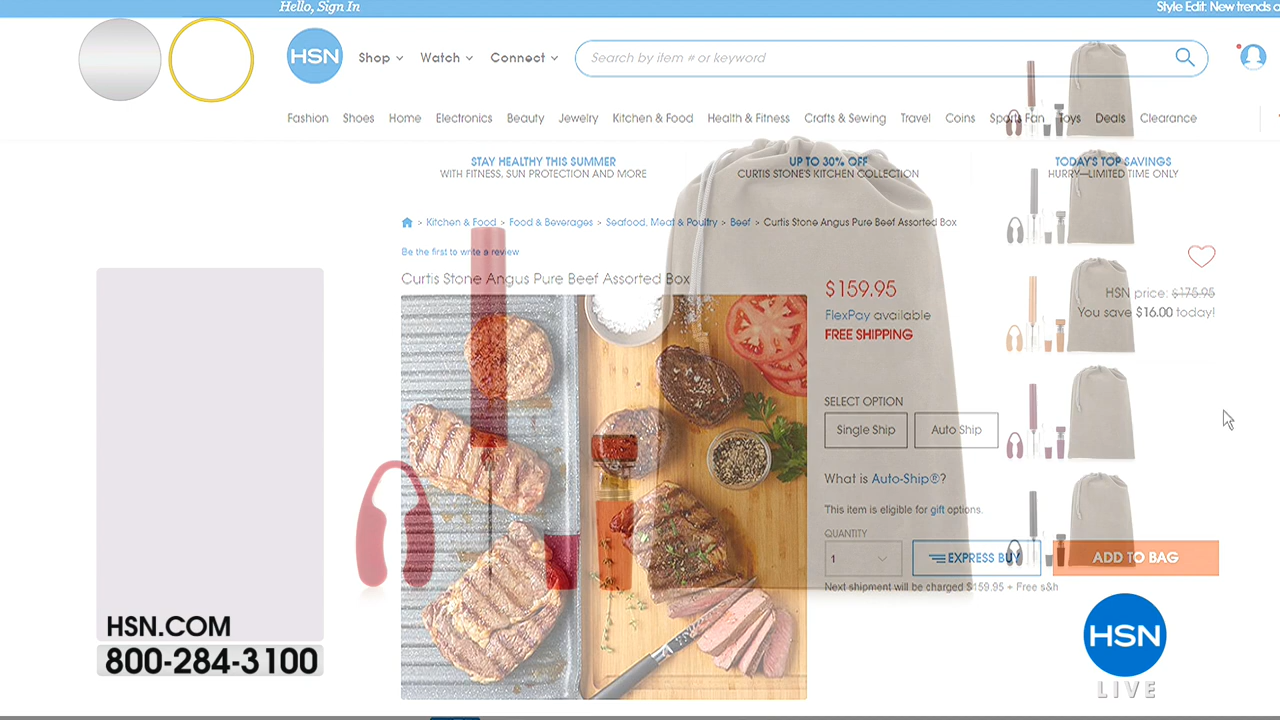 Hello, Sign In
Style Edit: New trends
HSN
Shop
Watch
Connect
Search by item # or keyword
Fashion Shoes Home Electronics Beauty Jewelry Kitchen & Food Health & Fitness Crafts & Sewing Travel Coins Sports Fan Toys Deals Clearance
STAY HEALTHY THIS SUMMER
WITH FITNESS, SUN PROTECTION AND MORE
UP TO 30% OFF
CURTIS STONE'S KITCHEN COLLECTION
TODAY'S TOP SAVINGS
HURRY—LIMITED TIME ONLY
> Kitchen & Food > Food & Beverages > Seafood, Meat & Poultry > Beef > Curtis Stone Angus Pure Beef Assorted Box
Be the first to write a review
Curtis Stone Angus Pure Beef Assorted Box
$159.95
HSN price: $175.95
FlexPay available
You save $16.00 today!
FREE SHIPPING
SELECT OPTION
Single Ship
Auto Ship
What is Auto-Ship®?
This item is eligible for gift options.
QUANTITY
1
EXPRESS BUY
ADD TO BAG
Next shipment will be charged $159.95 + Free s&h
HSN.COM
800-284-3100
HSN
LIVE